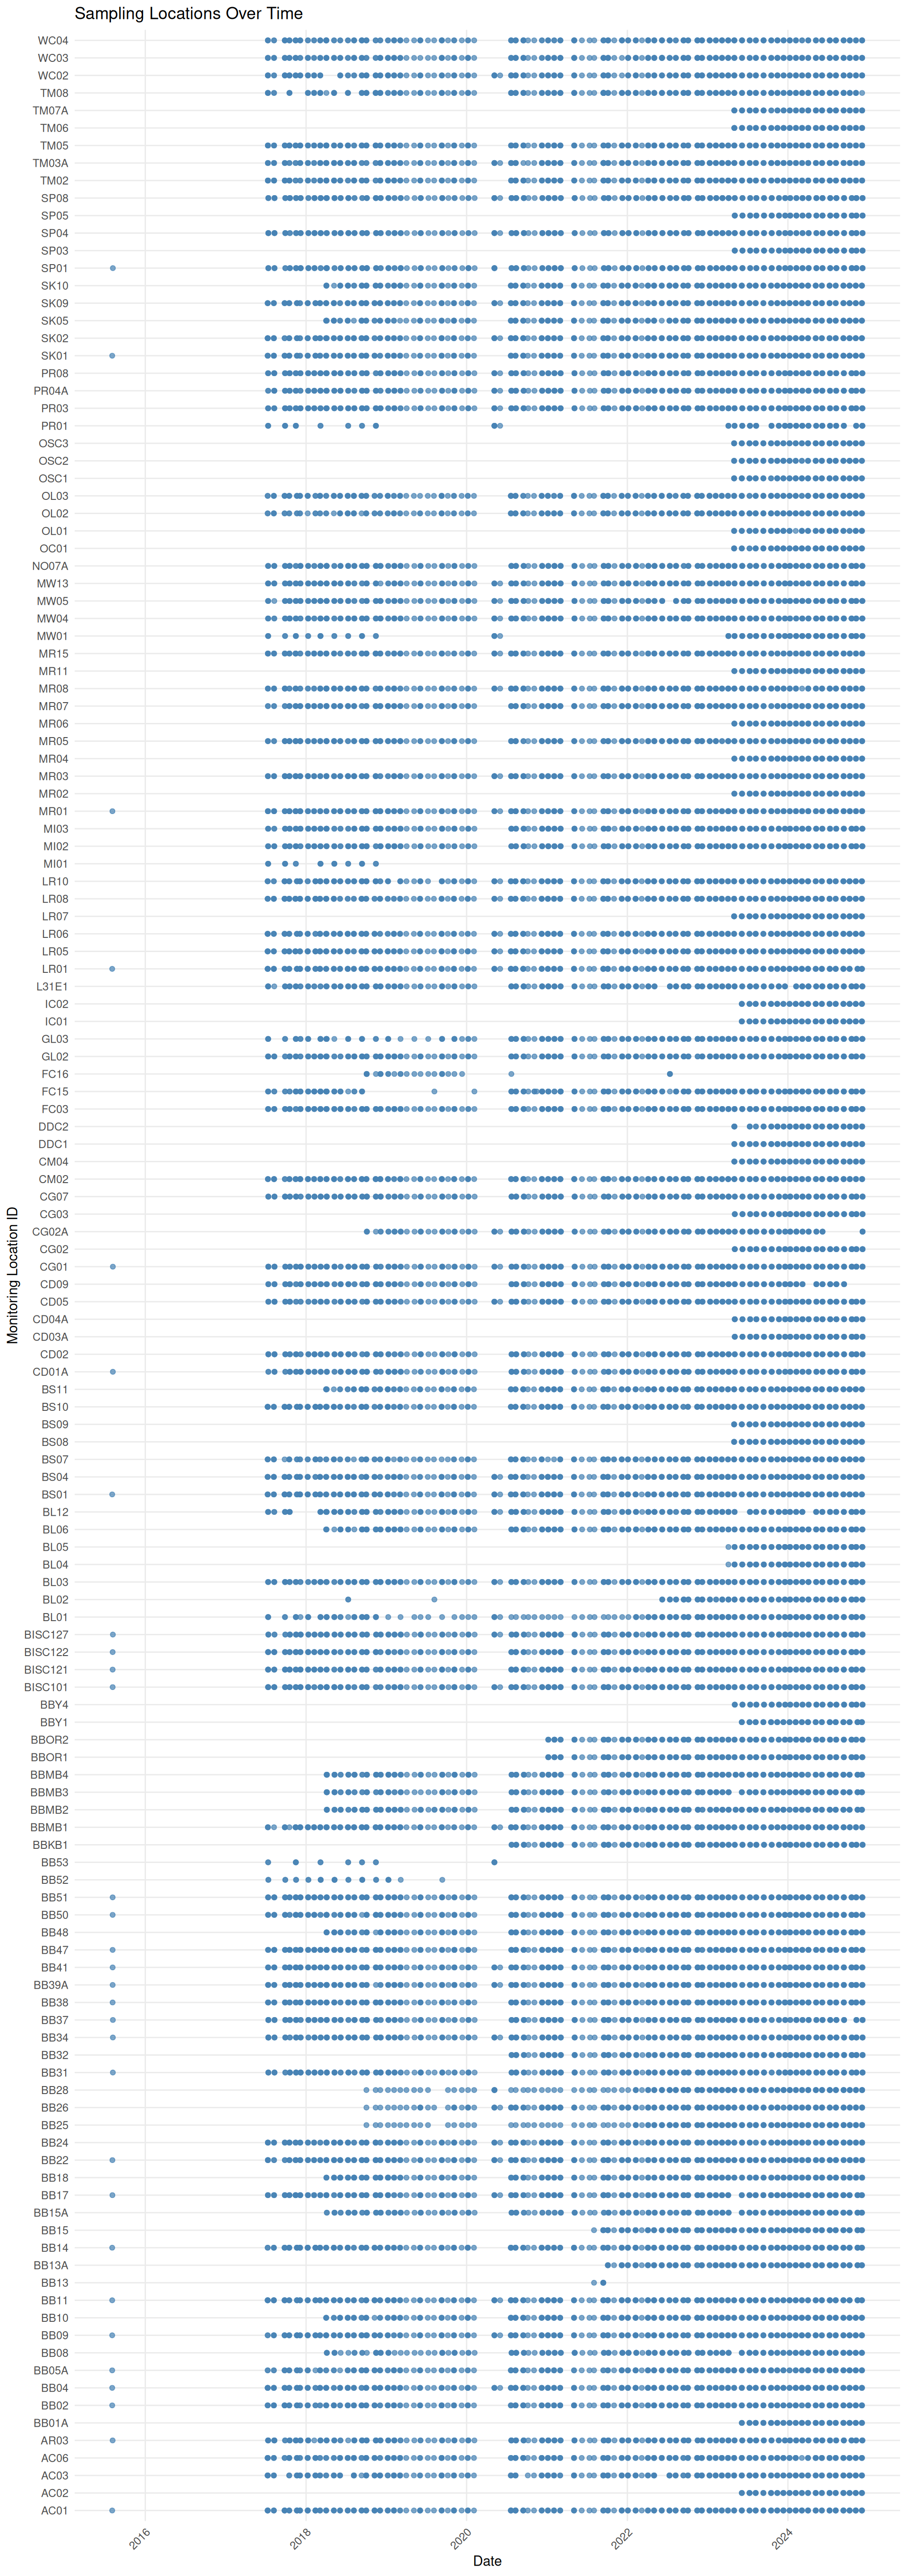 Sampling Locations Over Time
WC04
WC03
WC02
TM08
TM07A
TM06
TM05
TM03A
TM02
SP08
SP05
SP04
SP03
SP01
SK10
SK09
SK05
SK02
SK01
PR08
PR04A
PR03
PR01
OSC3
OSC2
OSC1
OL03
OL02
OL01
OC01
NO07A
MW13
MW05
MW04
MW01
MR15
MR11
MR08
MR07
MR06
MR05
MR04
MR03
MR02
MR01
MI03
MI02
MI01
LR10
LR08
LR07
LR06
LR05
LR01
L31E1
IC02
IC01
GL03
GL02
FC16
FC15
FC03
DDC2
DDC1
CM04
CM02
CG07
CG03
CG02A
CG02
CG01
CD09
CD05
CD04A
CD03A
CD02
CD01A
BS11
BS10
BS09
BS08
BS07
BS04
BS01
BL12
BL06
BL05
BL04
BL03
BL02
BL01
BISC127
BISC122
BISC121
BISC101
BBY4
BBY1
BBOR2
BBOR1
BBMB4
BBMB3
BBMB2
BBMB1
BBKB1
BB53
BB52
BB51
BB50
BB48
BB47
BB41
BB39A
BB38
BB37
BB34
BB32
BB31
BB28
BB26
BB25
BB24
BB22
BB18
BB17
BB15A
BB15
BB14
BB13A
BB13
BB11
BB10
BB09
BB08
BB05A
BB04
BB02
BB01A
AR03
AC06
AC03
AC02
AC01
Monitoring Location ID
2016
2018
2020
2022
2024
Date